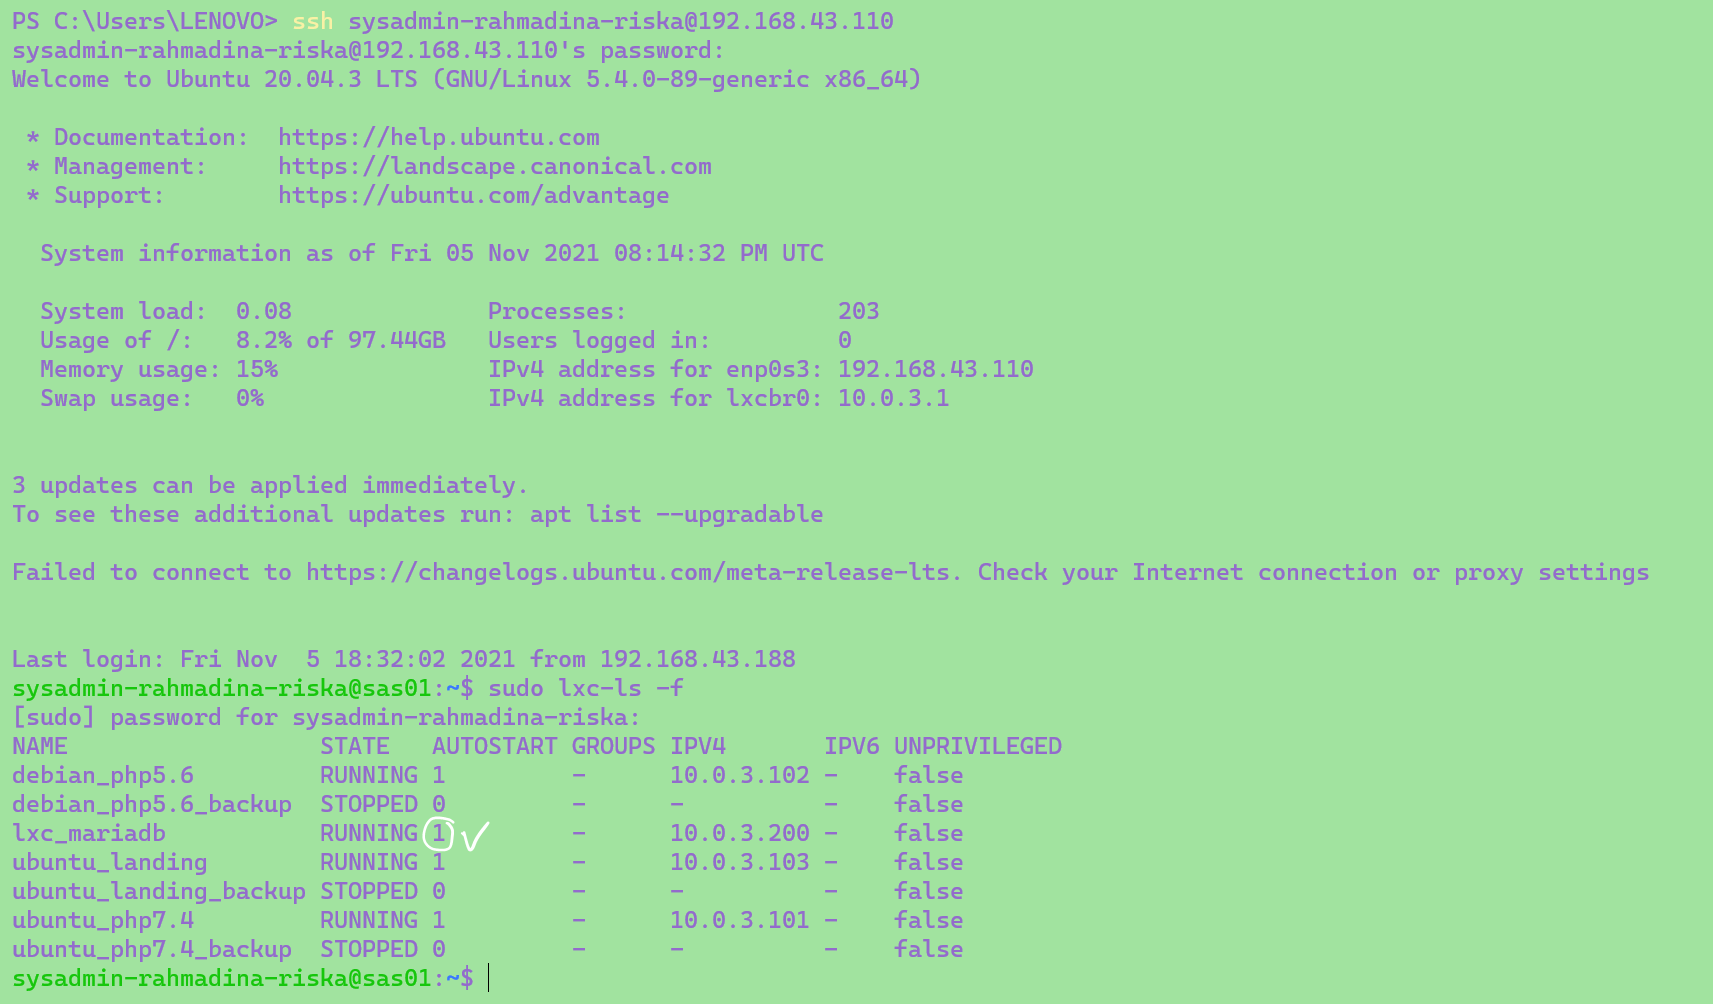 PS C:\Users\LENOVO> ssh sysadmin-rahmadina-riska@192.168.43.110
sysadmin-rahmadina-riska@192.168.43.110's password:
Welcome to Ubuntu 20.04.3 LTS (GNU/Linux 5.4.0-89-generic x86_64)

 * Documentation:  https://help.ubuntu.com
 * Management:     https://landscape.canonical.com
 * Support:        https://ubuntu.com/advantage

  System information as of Fri 05 Nov 2021 08:14:32 PM UTC

  System load:  0.08              Processes:               203
  Usage of /:   8.2% of 97.44GB   Users logged in:         0
  Memory usage: 15%               IPv4 address for enp0s3: 192.168.43.110
  Swap usage:   0%                IPv4 address for lxcbr0: 10.0.3.1

3 updates can be applied immediately.
To see these additional updates run: apt list --upgradable

Failed to connect to https://changelogs.ubuntu.com/meta-release-lts. Check your Internet connection or proxy settings

Last login: Fri Nov  5 18:32:02 2021 from 192.168.43.188
sysadmin-rahmadina-riska@sas01:~$ sudo lxc-ls -f
[sudo] password for sysadmin-rahmadina-riska:
NAME                  STATE   AUTOSTART GROUPS IPV4       IPV6 UNPRIVILEGED
debian_php5.6         RUNNING 1         -      10.0.3.102 -    false
debian_php5.6_backup  STOPPED 0         -      -          -    false
lxc_mariadb           RUNNING 1         -      10.0.3.200 -    false
ubuntu_landing        RUNNING 1         -      10.0.3.103 -    false
ubuntu_landing_backup STOPPED 0         -      -          -    false
ubuntu_php7.4         RUNNING 1         -      10.0.3.101 -    false
ubuntu_php7.4_backup  STOPPED 0         -      -          -    false
sysadmin-rahmadina-riska@sas01:~$